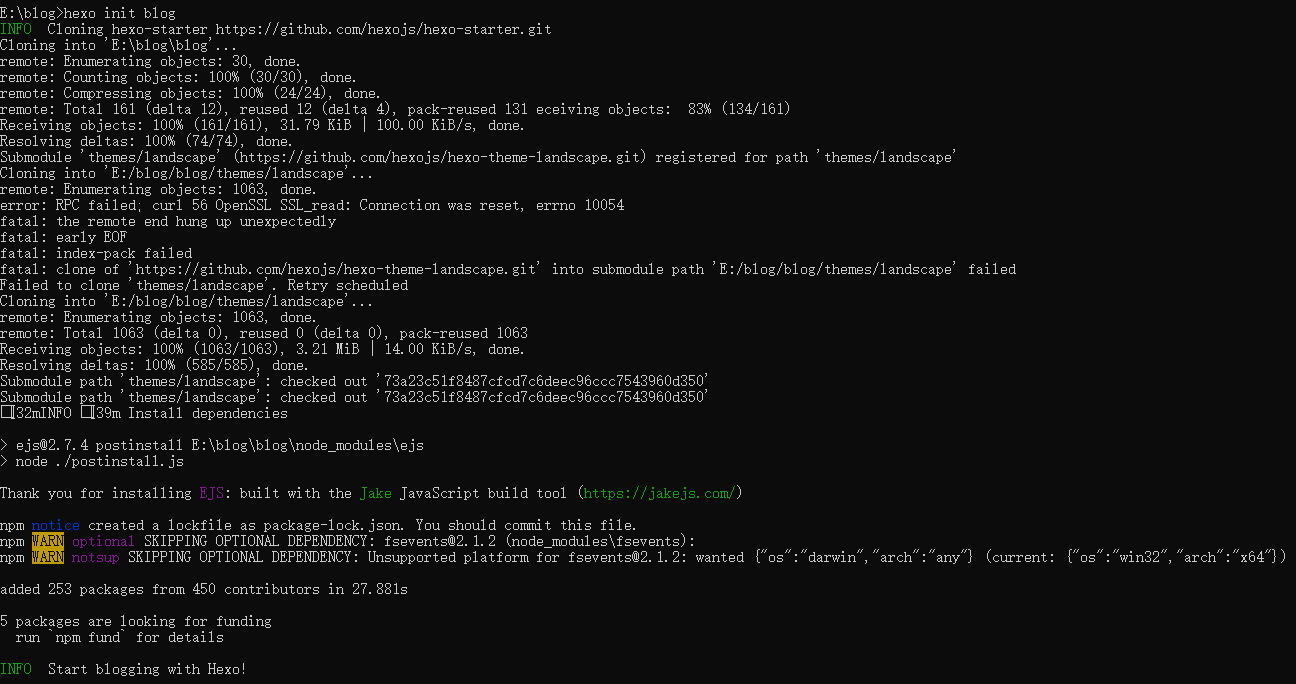 E:\blog>hexo init blog
INFO  Cloning hexo-starter https://github.com/hexojs/hexo-starter.git
Cloning into 'E:\blog\blog'...
remote: Enumerating objects: 30, done.
remote: Counting objects: 100% (30/30), done.
remote: Compressing objects: 100% (24/24), done.
remote: Total 161 (delta 12), reused 12 (delta 4), pack-reused 131 eceiving objects:  83% (134/161)
Receiving objects: 100% (161/161), 31.79 KiB | 100.00 KiB/s, done.
Resolving deltas: 100% (74/74), done.
Submodule 'themes/landscape' (https://github.com/hexojs/hexo-theme-landscape.git) registered for path 'themes/landscape'
Cloning into 'E:/blog/blog/themes/landscape'...
remote: Enumerating objects: 1063, done.
error: RPC failed; curl 56 OpenSSL SSL_read: Connection was reset, errno 10054
fatal: the remote end hung up unexpectedly
fatal: early EOF
fatal: index-pack failed
fatal: clone of 'https://github.com/hexojs/hexo-theme-landscape.git' into submodule path 'E:/blog/blog/themes/landscape' failed
Failed to clone 'themes/landscape'. Retry scheduled
Cloning into 'E:/blog/blog/themes/landscape'...
remote: Enumerating objects: 1063, done.
remote: Total 1063 (delta 0), reused 0 (delta 0), pack-reused 1063
Receiving objects: 100% (1063/1063), 3.21 MiB | 14.00 KiB/s, done.
Resolving deltas: 100% (585/585), done.
Submodule path 'themes/landscape': checked out '73a23c51f8487cfcd7c6deec96ccc7543960d350'
Submodule path 'themes/landscape': checked out '73a23c51f8487cfcd7c6deec96ccc7543960d350'
□[32mINFO □[39m Install dependencies
> ejs@2.7.4 postinstall E:\blog\blog\node_modules\ejs
> node ./postinstall.js
Thank you for installing EJS: built with the Jake JavaScript build tool (https://jakejs.com/)
npm notice created a lockfile as package-lock.json. You should commit this file.
npm WARN optional SKIPPING OPTIONAL DEPENDENCY: fsevents@2.1.2 (node_modules\fsevents):
npm WARN notsup SKIPPING OPTIONAL DEPENDENCY: Unsupported platform for fsevents@2.1.2: wanted {"os":"darwin","arch":"any"} (current: {"os":"win32","arch":"x64"})
added 253 packages from 450 contributors in 27.881s
5 packages are looking for funding
  run `npm fund` for details
INFO  Start blogging with Hexo!